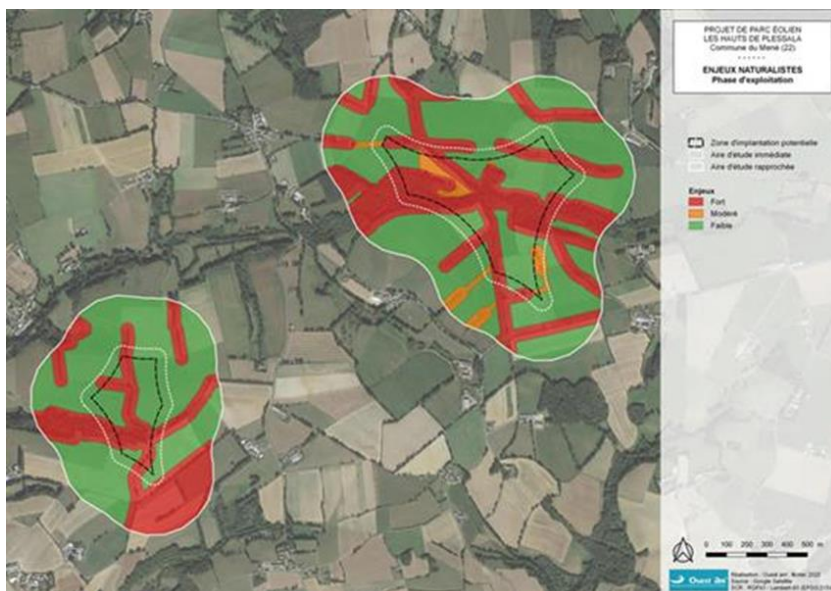 PROJET DE PARC ÉOLIEN
LES HAUTS DE PLESSALA
Commune du Mené (22)
------
ENJEUX NATURALISTES
Phase d'exploitation
Zone d'implantation potentielle
Aire d'étude immédiate
Aire d'étude rapprochée
Enjeux
Fort
Modéré
Faible
0 100 200 300 400 500 m
Ouest am'
Réalisation : Ouest am', février 2020
Source : Google Satellite